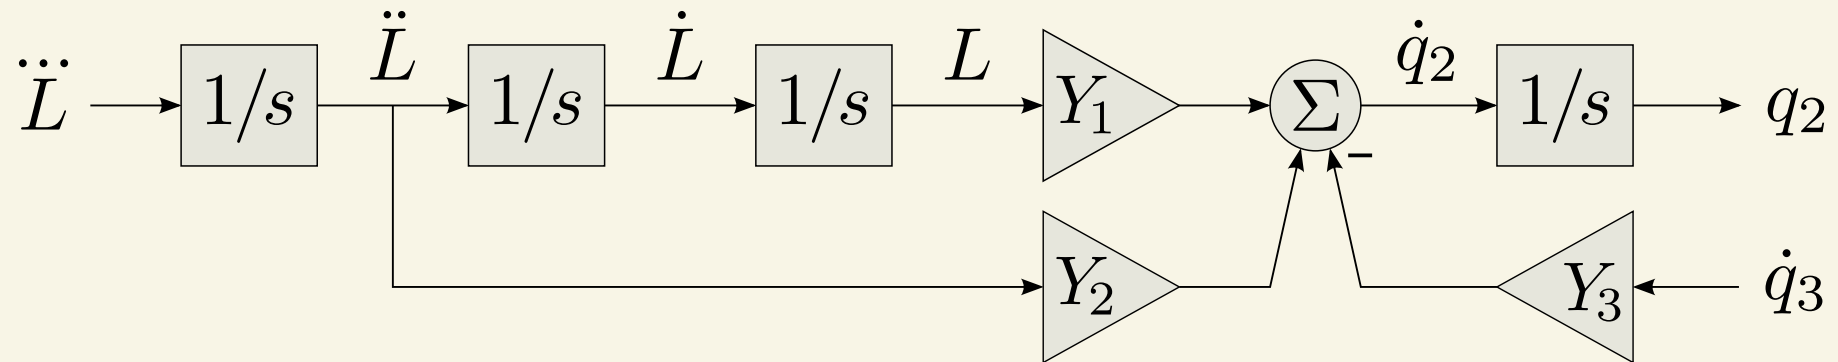 L⃛ 1/s L̈ 1/s L̇ 1/s L Y₁ Σ q̇₂ 1/s q₂
-
Y₂ Y₃ q̇₃